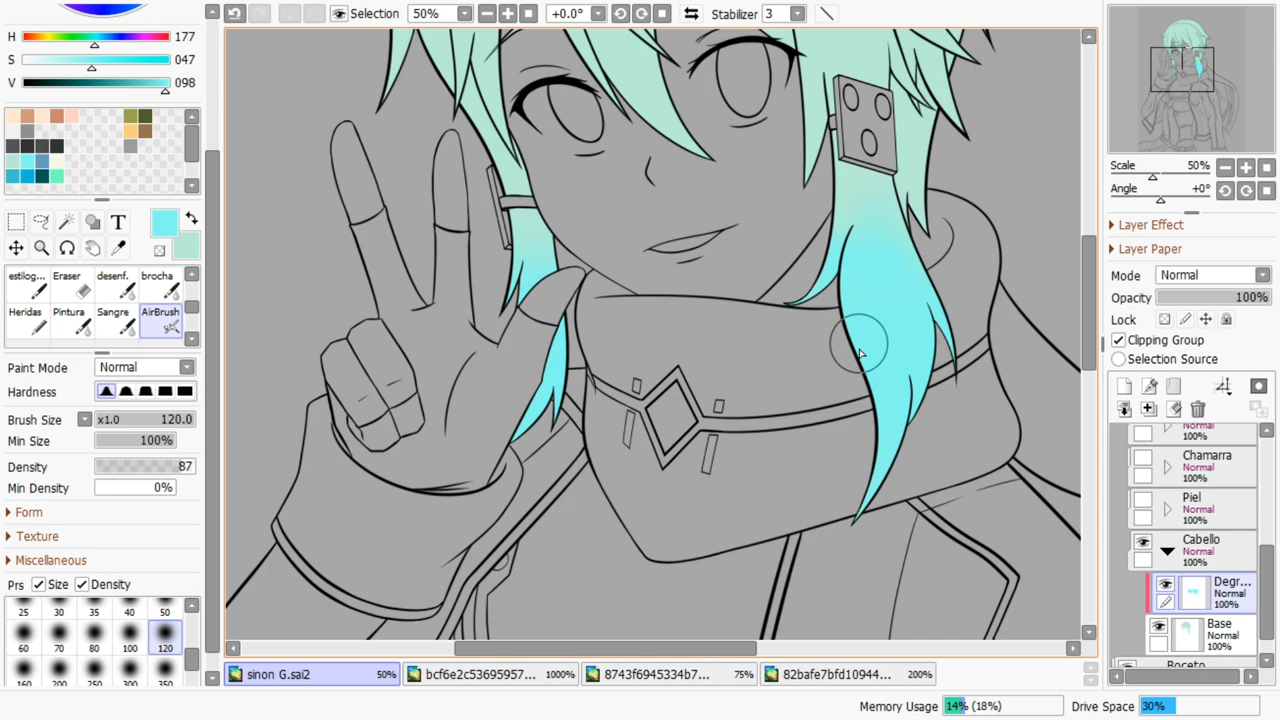 Selection 50% +0.0° Stabilizer 3
H 177
S 047
V 098
T
estilog... Eraser desenf. brocha
Heridas Pintura Sangre AirBrush
Paint Mode Normal
Hardness
Brush Size x1.0 120.0
Min Size 100%
Density 87
Min Density 0%
Form
Texture
Miscellaneous
Prs Size Density
25 30 35 40 50
60 70 80 100 120
160 200 250 300 350
Scale 50%
Angle +0°
Layer Effect
Layer Paper
Mode Normal
Opacity 100%
Lock
Clipping Group
Selection Source
Normal
100%
Chamarra
Normal
100%
Piel
Normal
100%
Cabello
Normal
100%
Degr...
Normal
100%
Base
Normal
100%
Boceto
sinon G.sai2 50% bcf6e2c53695957... 1000% 8743f6945334b7... 75% 82bafe7bfd10944... 200%
Memory Usage 14% (18%) Drive Space 30%